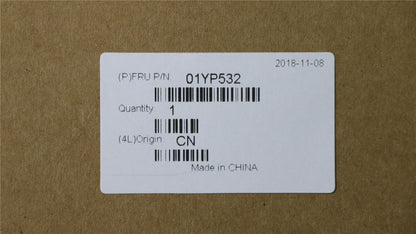 2018-11-08
(P)FRU P/N: 01YP532
Quantity: 1
(4L)Origin: CN
Made in CHINA